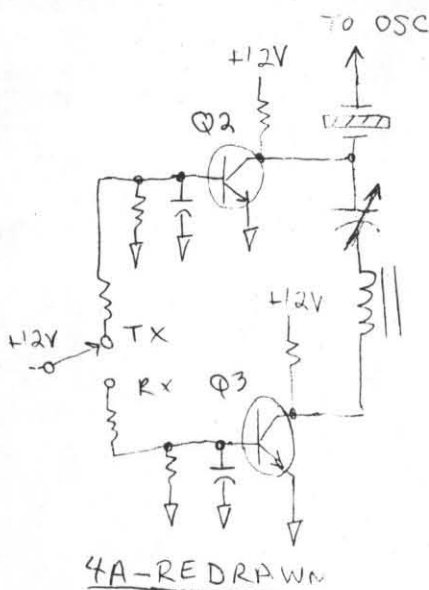 TO OSC
+12V
Q2
+12V
+12V
TX
RX
Q3
4A-REDRAWN